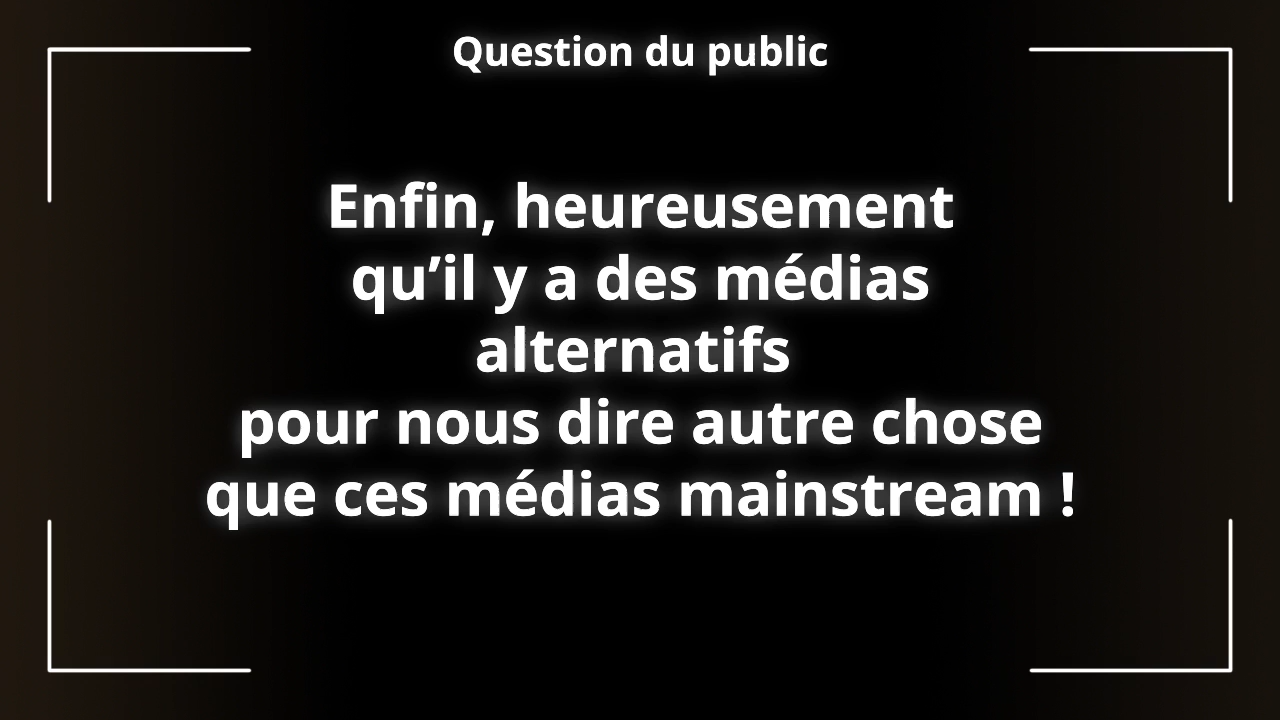 Question du public
Enfin, heureusement
qu’il y a des médias
alternatifs
pour nous dire autre chose
que ces médias mainstream !